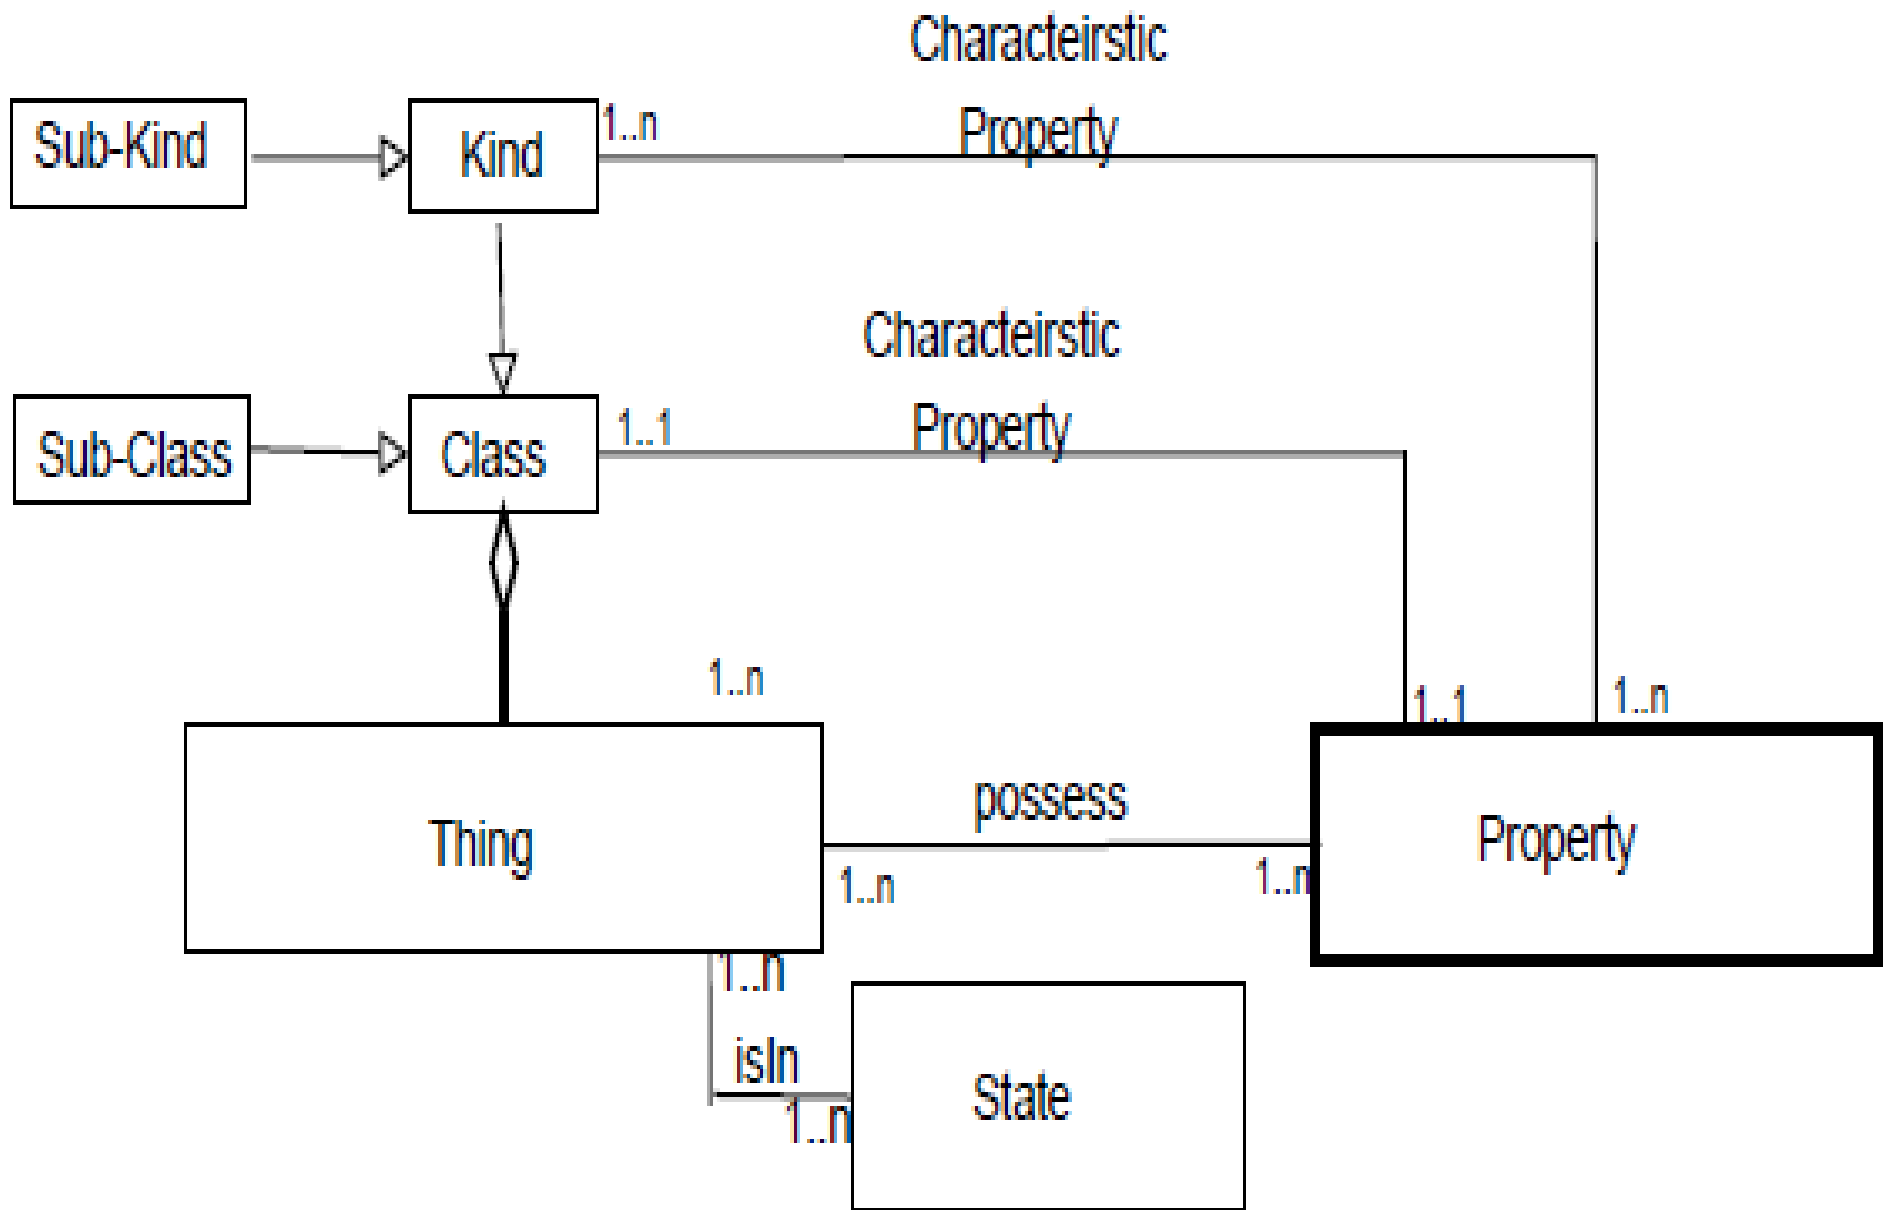 Characteirstic
Property
Sub-Kind
Kind
1..n
Characteirstic
Property
Sub-Class
Class
1..1
1..n
1..1
1..n
Thing
possess
1..n
1..n
Property
1..n
isIn
1..n
State